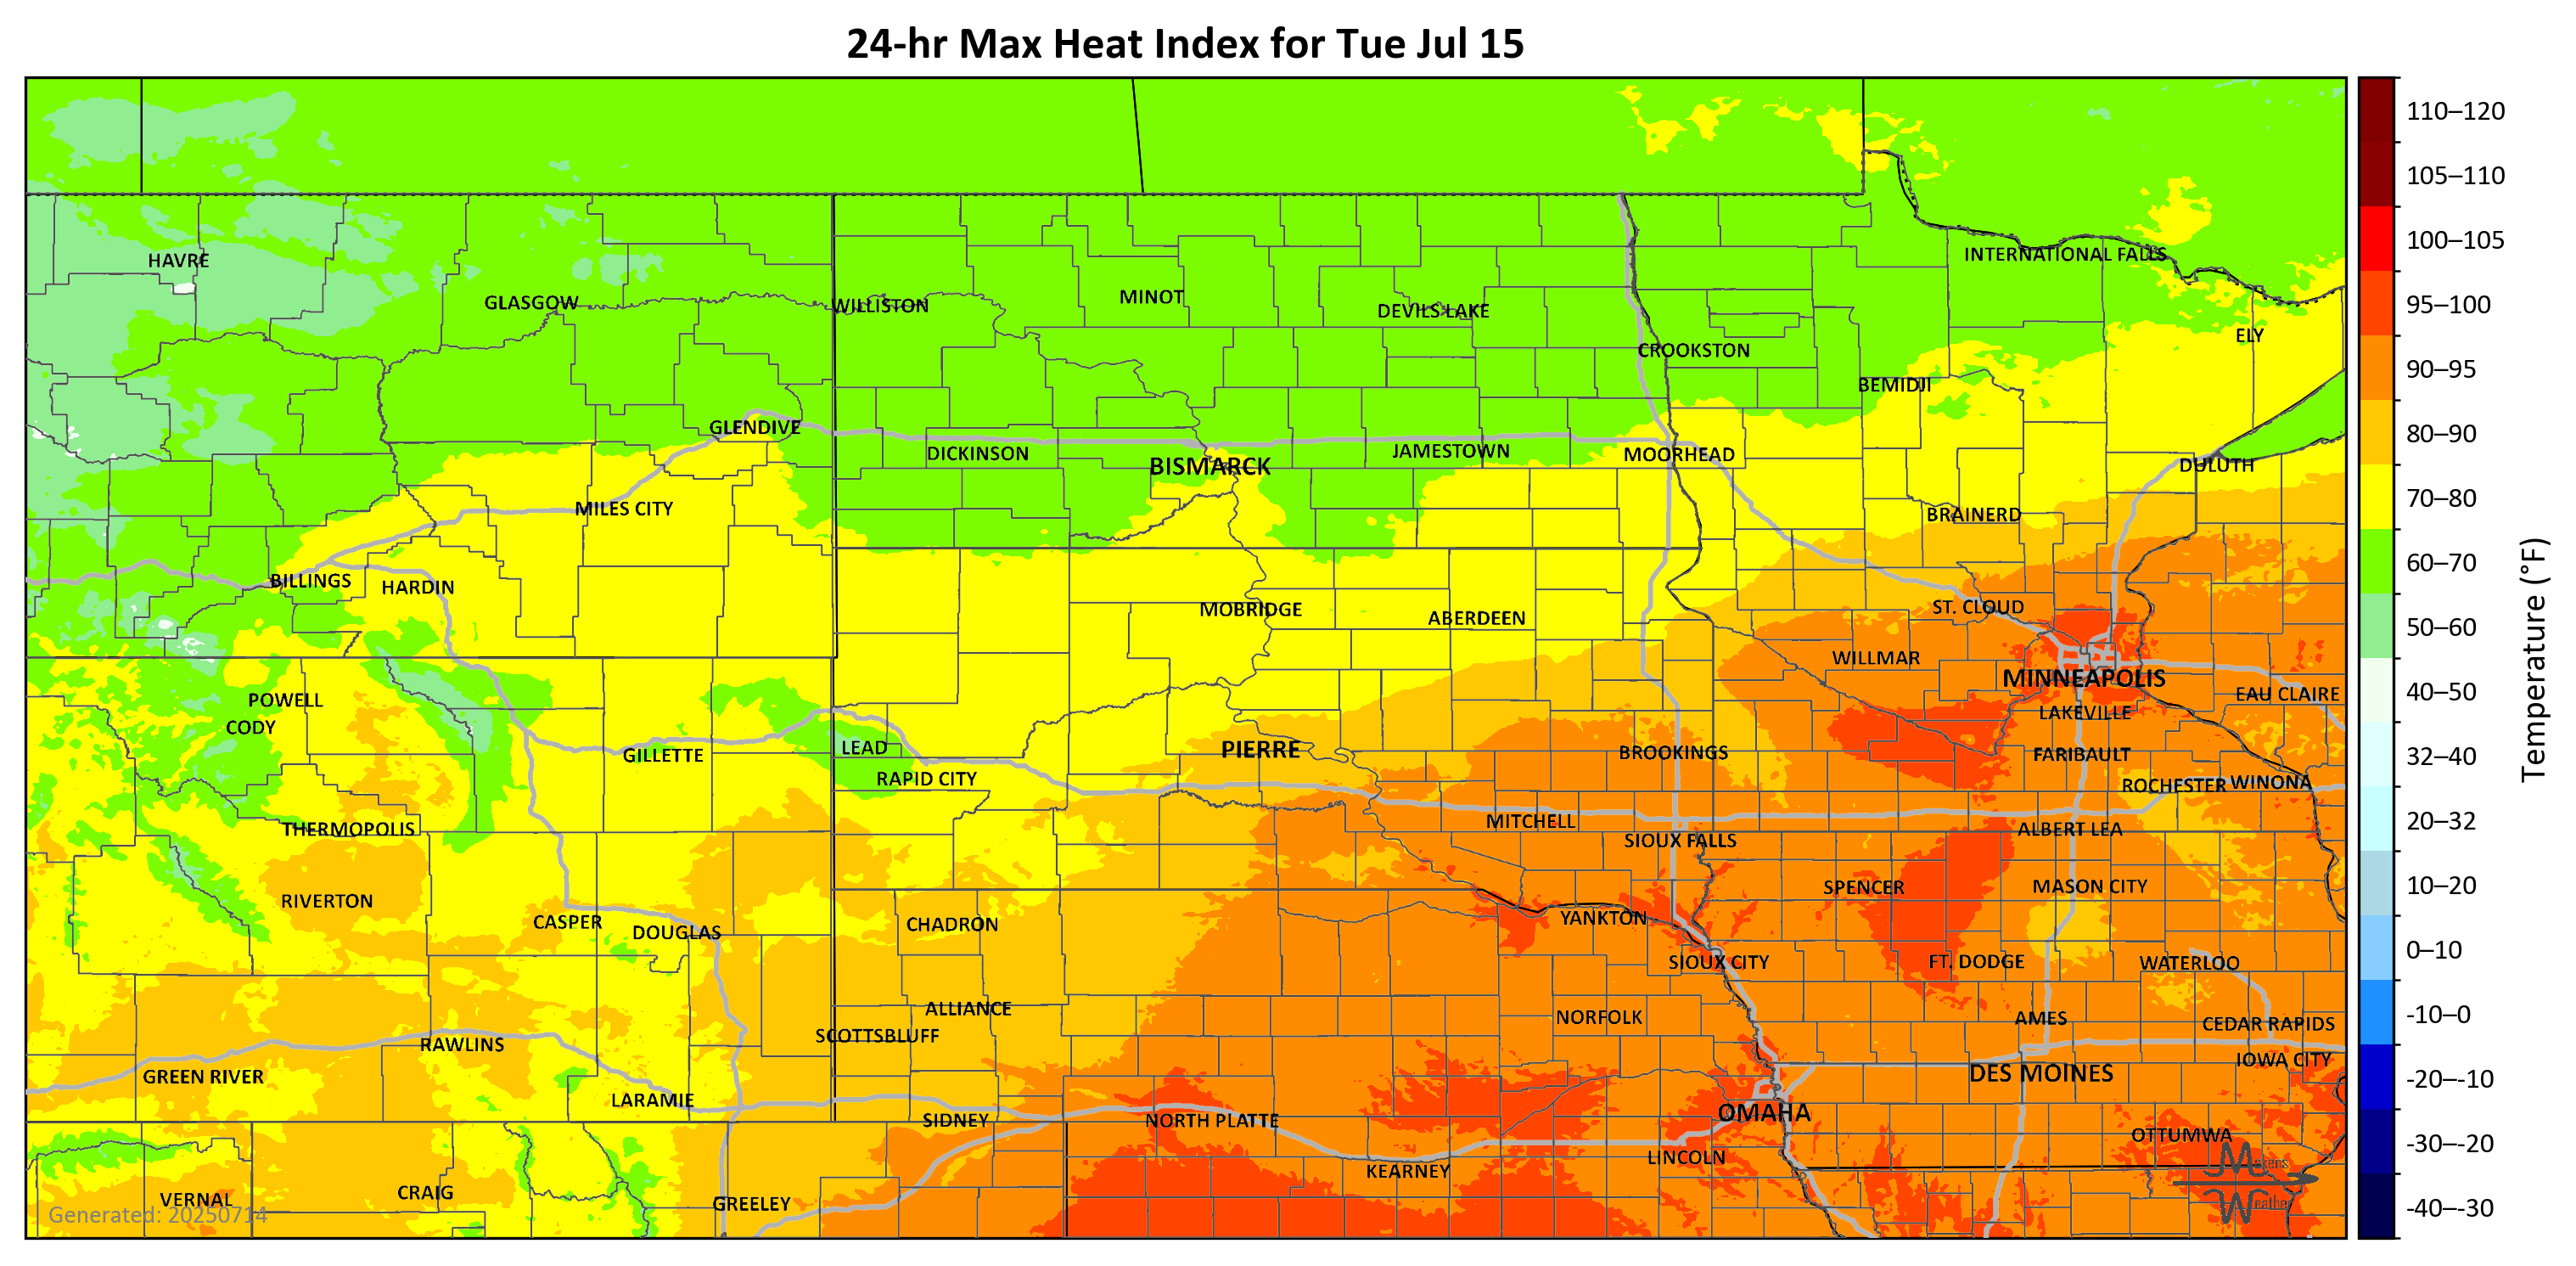 24-hr Max Heat Index for Tue Jul 15
110–120
105–110
HAVRE
INTERNATIONAL FALLS
100–105
GLASGOW
WILLISTON
MINOT
DEVILS LAKE
95–100
ELY
CROOKSTON
90–95
BEMIDJI
GLENDIVE
80–90
DICKINSON
BISMARCK
JAMESTOWN
MOORHEAD
DULUTH
MILES CITY
BRAINERD
70–80
60–70
BILLINGS
HARDIN
MOBRIDGE
ABERDEEN
ST. CLOUD
50–60
WILLMAR
MINNEAPOLIS
Temperature (°F)
POWELL
EAU CLAIRE
40–50
CODY
LAKEVILLE
GILLETTE
LEAD
PIERRE
BROOKINGS
FARIBAULT
32–40
RAPID CITY
ROCHESTER
WINONA
THERMOPOLIS
MITCHELL
SIOUX FALLS
ALBERT LEA
20–32
RIVERTON
SPENCER
MASON CITY
10–20
CASPER
DOUGLAS
CHADRON
YANKTON
SIOUX CITY
FT. DODGE
WATERLOO
0–10
ALLIANCE
NORFOLK
AMES
CEDAR RAPIDS
-10–0
RAWLINS
SCOTTSBLUFF
IOWA CITY
GREEN RIVER
DES MOINES
-20–-10
LARAMIE
SIDNEY
NORTH PLATTE
OMAHA
OTTUMWA
-30–-20
KEARNEY
LINCOLN
Makens
VERNAL
CRAIG
GREELEY
Weather
-40–-30
Generated: 20250714